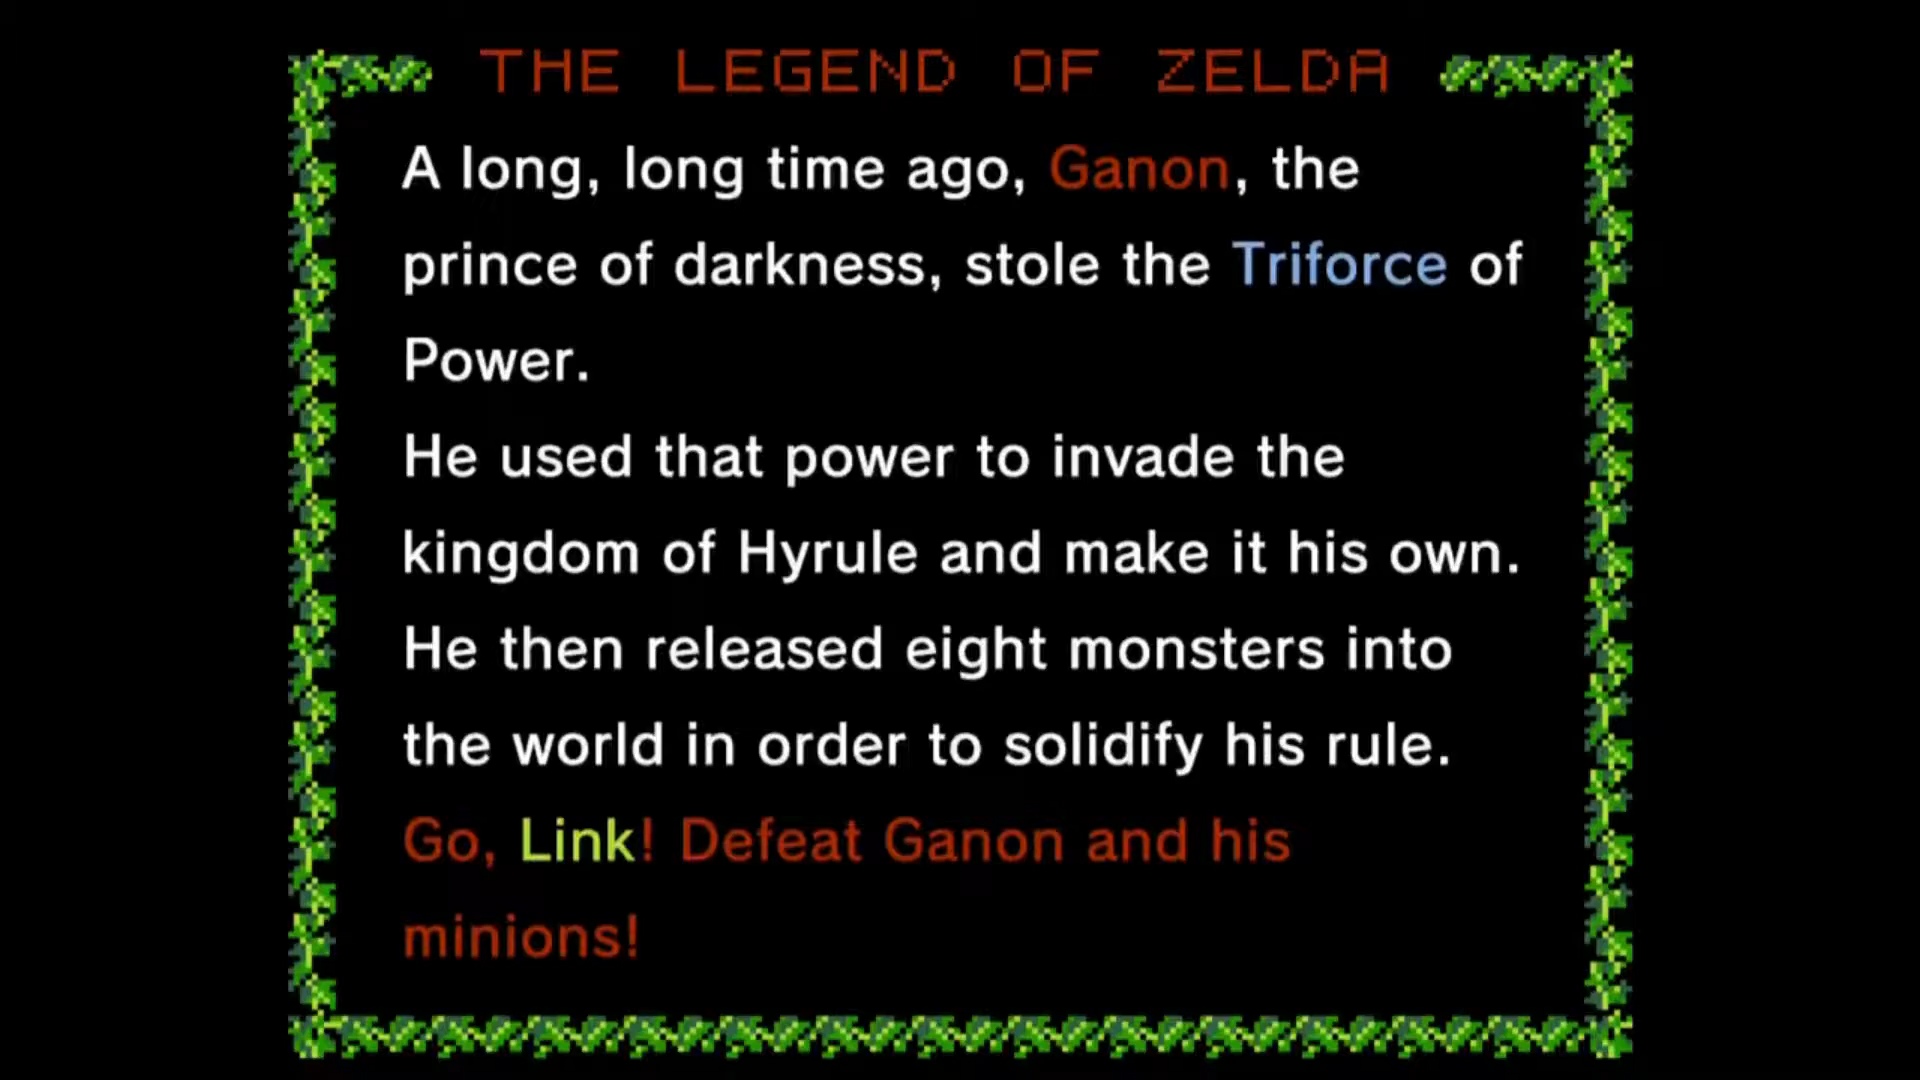 THE LEGEND OF ZELDA
A long, long time ago, Ganon, the
prince of darkness, stole the Triforce of
Power.
He used that power to invade the
kingdom of Hyrule and make it his own.
He then released eight monsters into
the world in order to solidify his rule.
Go, Link! Defeat Ganon and his
minions!